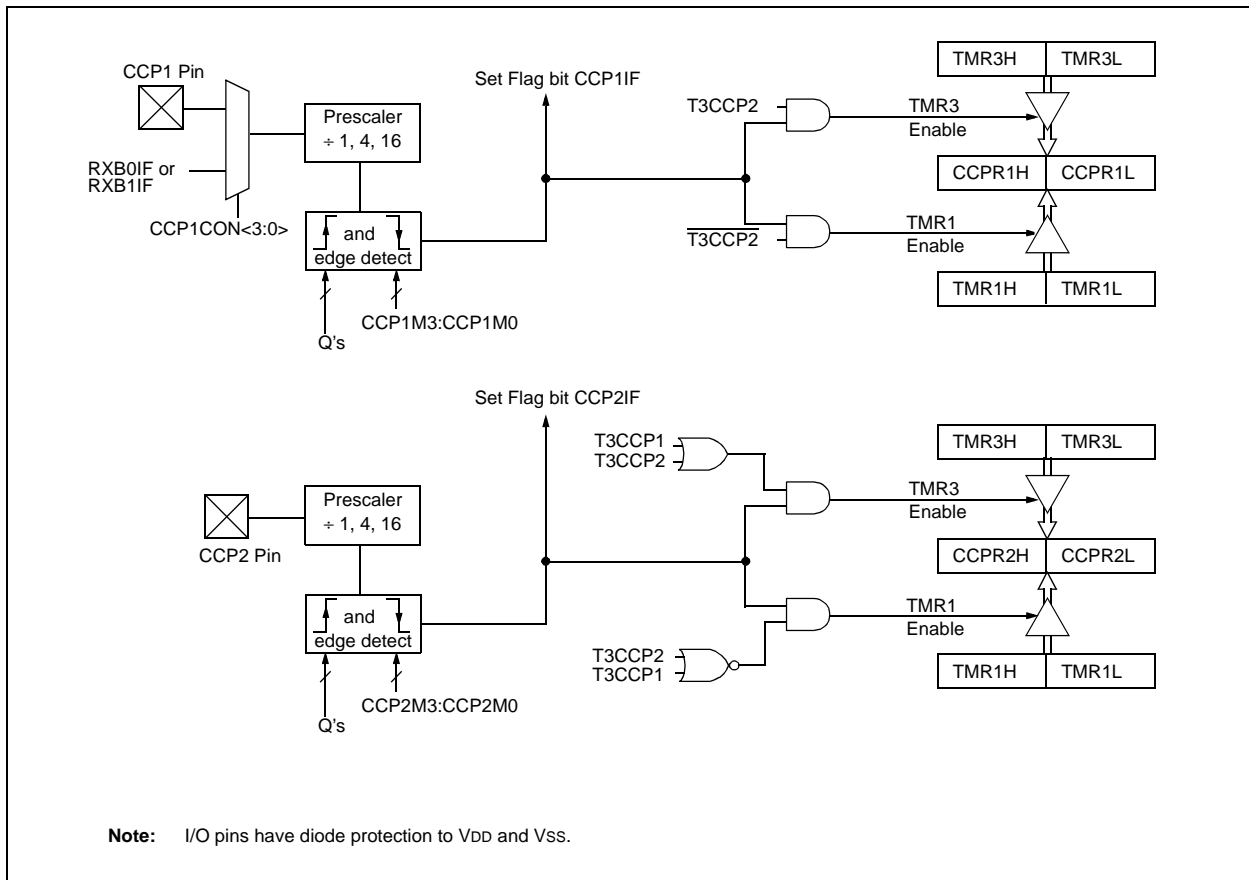 CCP1 Pin
RXB0IF or
RXB1IF
CCP1CON<3:0>
Prescaler
÷ 1, 4, 16
and
edge detect
Q's
CCP1M3:CCP1M0
Set Flag bit CCP1IF
T3CCP2
T3CCP2
TMR3
Enable
TMR1
Enable
TMR3H TMR3L
CCPR1H CCPR1L
TMR1H TMR1L
CCP2 Pin
Prescaler
÷ 1, 4, 16
and
edge detect
Q's
CCP2M3:CCP2M0
Set Flag bit CCP2IF
T3CCP1
T3CCP2
T3CCP2
T3CCP1
TMR3
Enable
TMR1
Enable
TMR3H TMR3L
CCPR2H CCPR2L
TMR1H TMR1L
Note: I/O pins have diode protection to VDD and VSS.